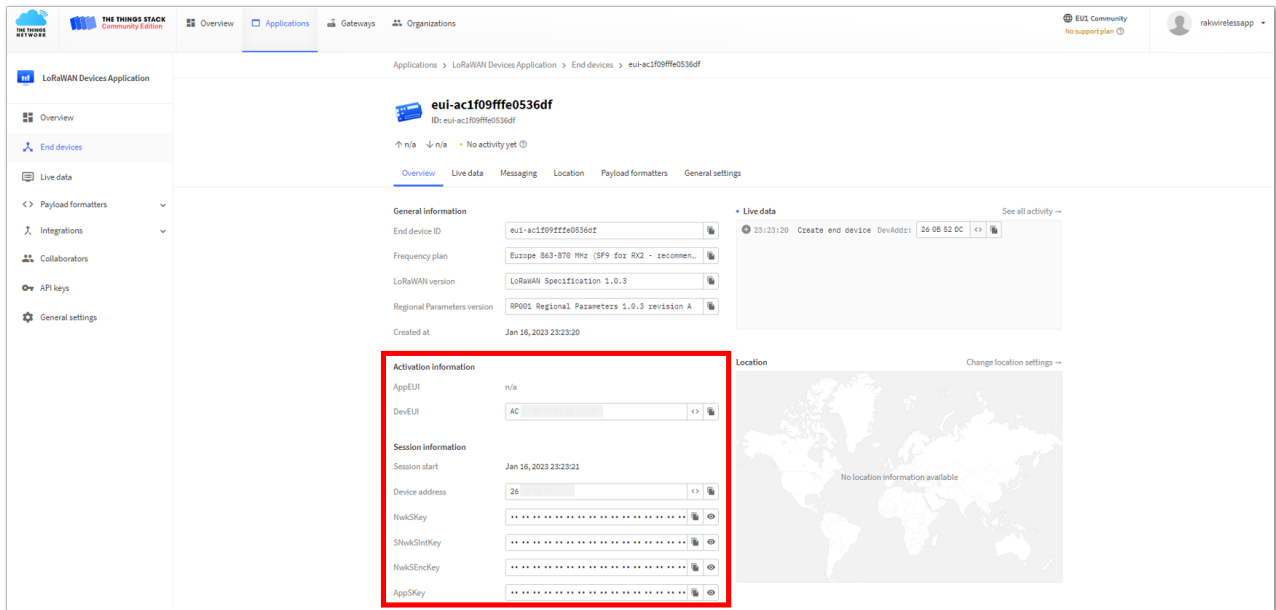 THE THINGS NETWORK
THE THINGS STACK
Community Edition
Overview
Applications
Gateways
Organizations
EU1 Community
No support plan
rakwirelessapp
LoRaWAN Devices Application
Overview
End devices
Live data
Payload formatters
Integrations
Collaborators
API keys
General settings
Applications > LoRaWAN Devices Application > End devices > eui-ac1f09fffe0536df
eui-ac1f09fffe0536df
ID: eui-ac1f09fffe0536df
↑ n/a ↓ n/a • No activity yet
Overview Live data Messaging Location Payload formatters General settings
General information
End device ID eui-ac1f09fffe0536df
Frequency plan Europe 863-870 MHz (SF9 for RX2 - recommen...
LoRaWAN version LoRaWAN Specification 1.0.3
Regional Parameters version RP001 Regional Parameters 1.0.3 revision A
Created at Jan 16, 2023 23:23:20
Activation information
AppEUI n/a
DevEUI AC
Session information
Session start Jan 16, 2023 23:23:21
Device address 26
NwkSKey
SNwkSIntKey
NwkSEncKey
AppSKey
• Live data See all activity →
23:23:20 Create end device DevAddr: 26 0B 52 DC <>
Location Change location settings →
No location information available